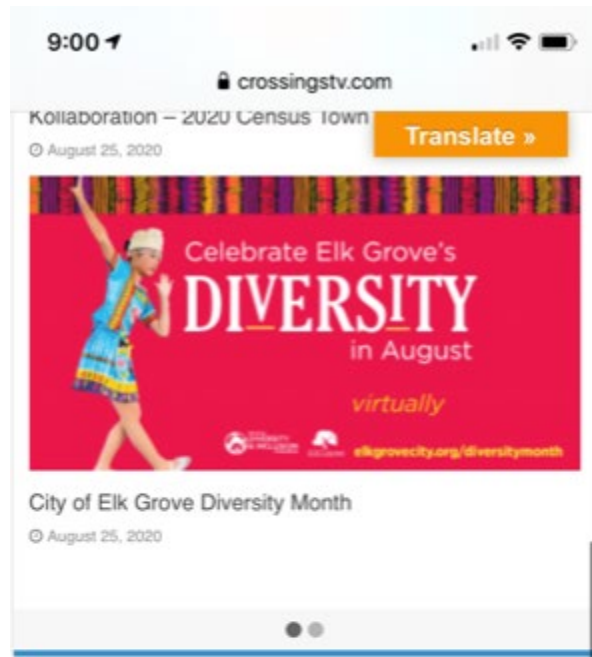 9:00
crossingstv.com
Kollaboration – 2020 Census Town
Translate »
August 25, 2020
Celebrate Elk Grove's
DIVERSITY
in August
virtually
elkgrovecity.org/diversitymonth
City of Elk Grove Diversity Month
August 25, 2020